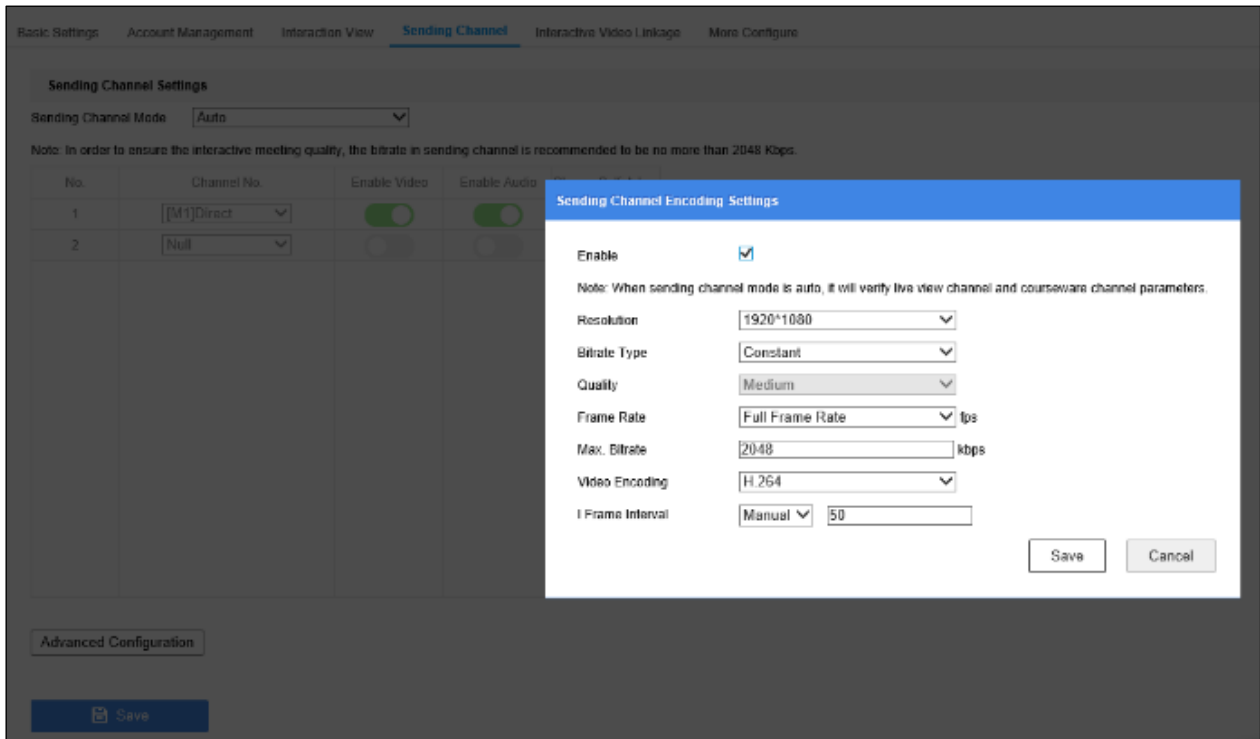 Basic Settings Account Management Interaction View Sending Channel Interactive Video Linkage More Configure
Sending Channel Settings
Sending Channel Mode Auto
Note: In order to ensure the interactive meeting quality, the bitrate in sending channel is recommended to be no more than 2048 Kbps.
No. Channel No. Enable Video Enable Audio
1 [M1]Direct
2 Null
Sending Channel Encoding Settings
Enable
Note: When sending channel mode is auto, it will verify live view channel and courseware channel parameters.
Resolution 1920*1080
Bitrate Type Constant
Quality Medium
Frame Rate Full Frame Rate fps
Max. Bitrate 2048 kbps
Video Encoding H.264
I Frame Interval Manual 50
Save Cancel
Advanced Configuration
Save